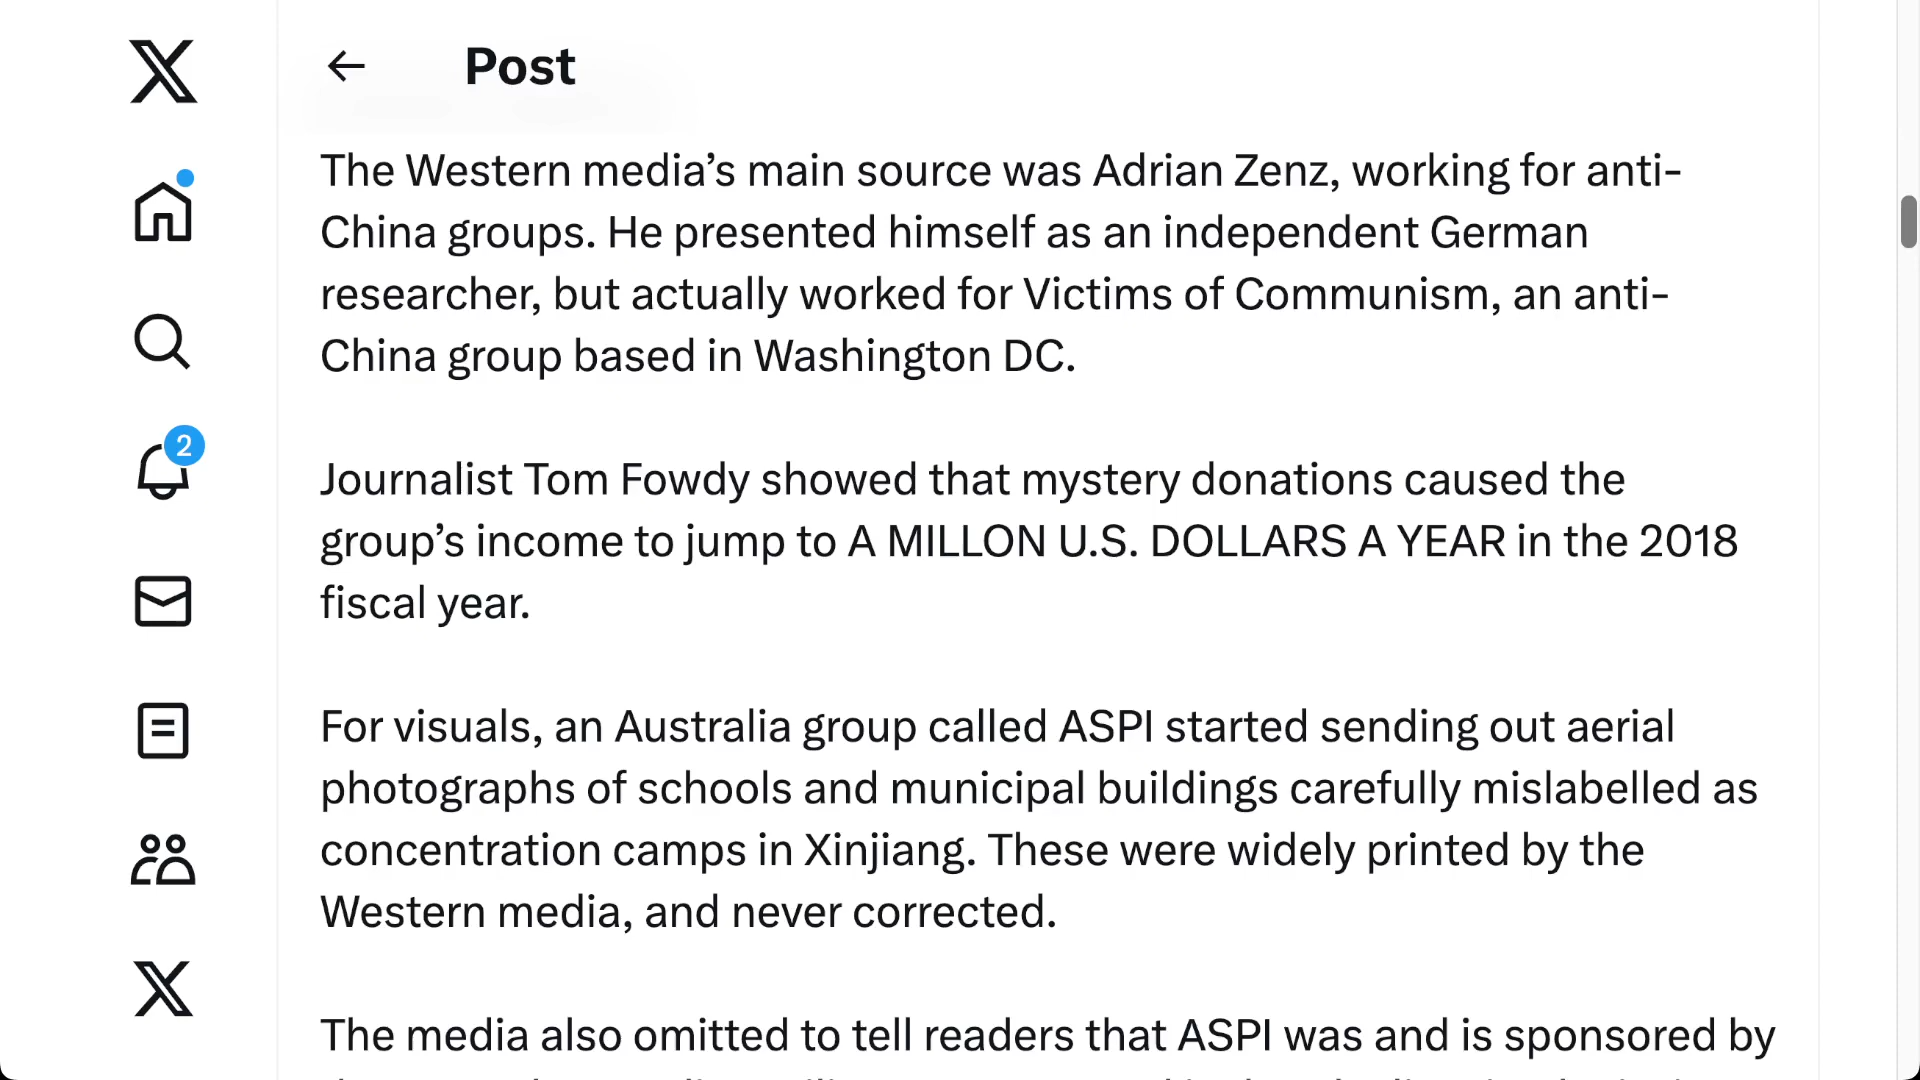 Post
The Western media’s main source was Adrian Zenz, working for anti-
China groups. He presented himself as an independent German
researcher, but actually worked for Victims of Communism, an anti-
China group based in Washington DC.
2
Journalist Tom Fowdy showed that mystery donations caused the
group’s income to jump to A MILLON U.S. DOLLARS A YEAR in the 2018
fiscal year.
For visuals, an Australia group called ASPI started sending out aerial
photographs of schools and municipal buildings carefully mislabelled as
concentration camps in Xinjiang. These were widely printed by the
Western media, and never corrected.
The media also omitted to tell readers that ASPI was and is sponsored by